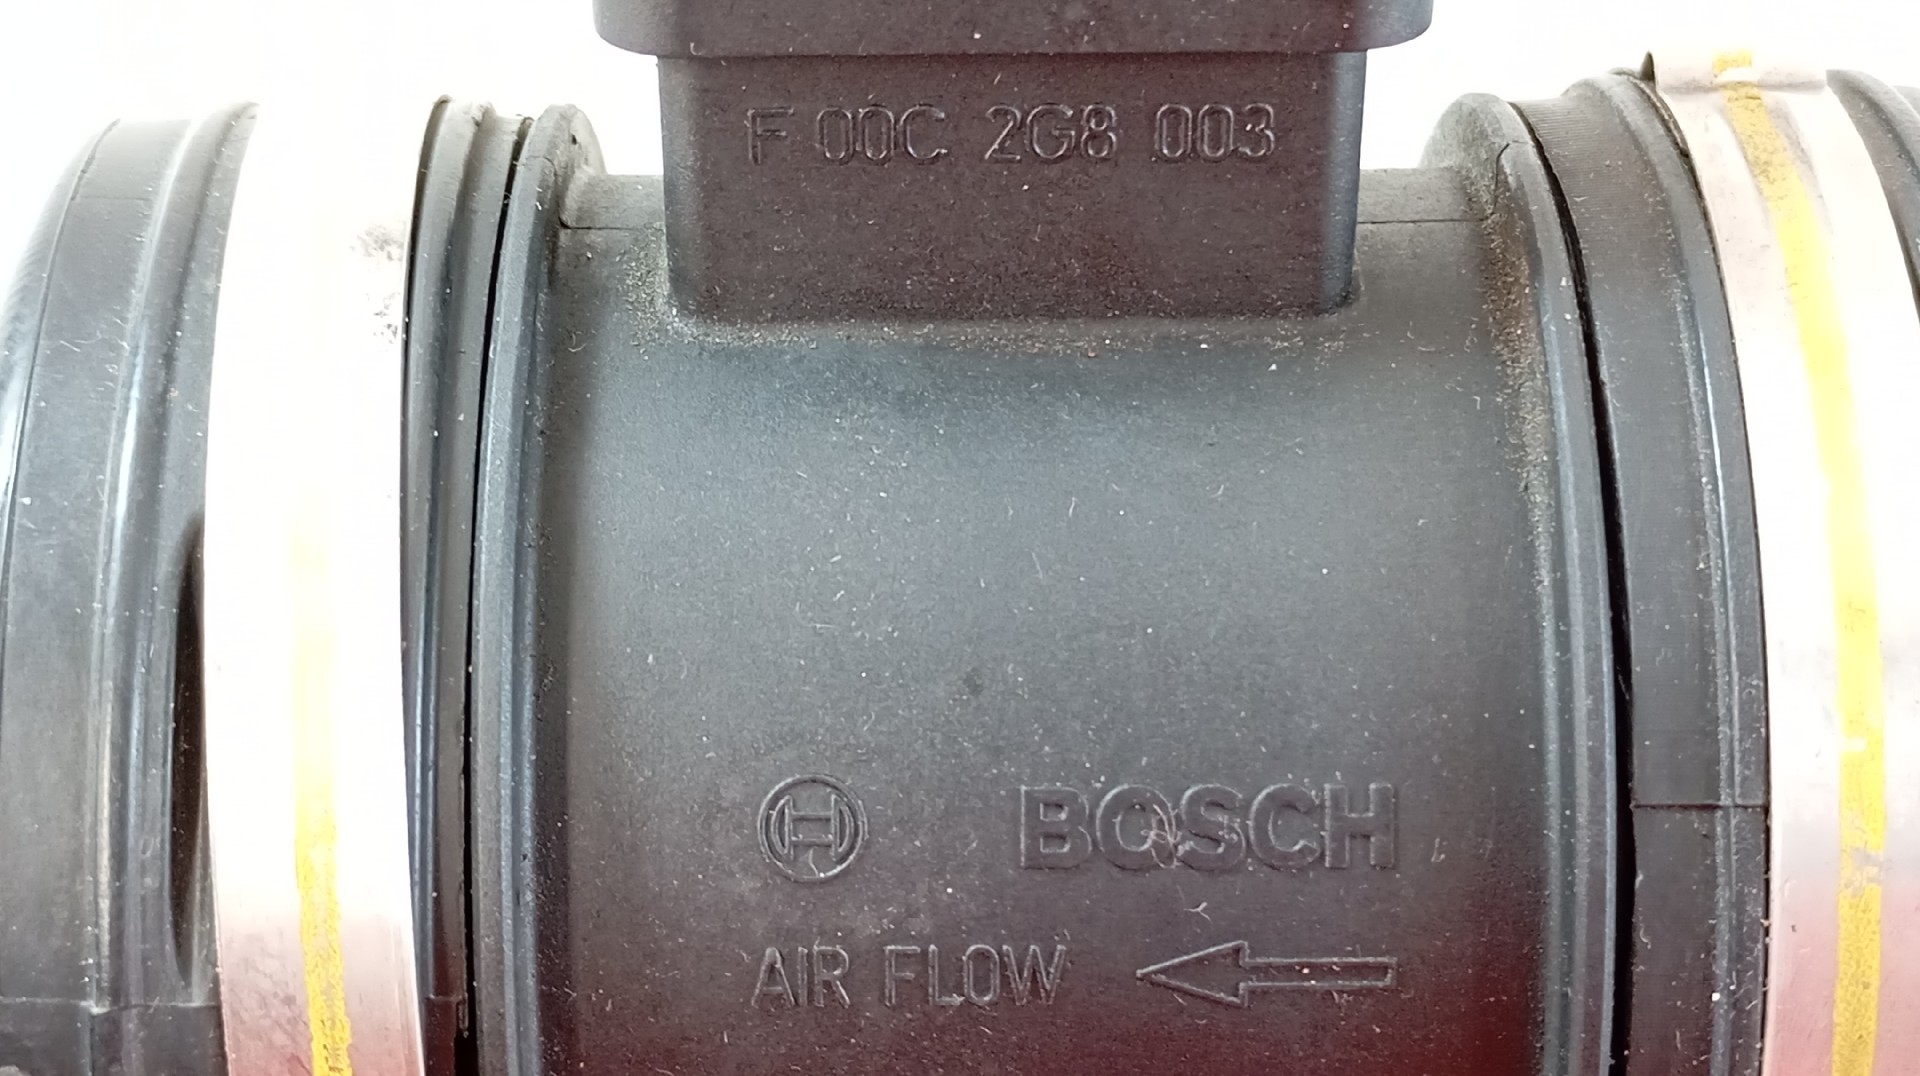 F 00C 2G8 003
BOSCH
AIR FLOW